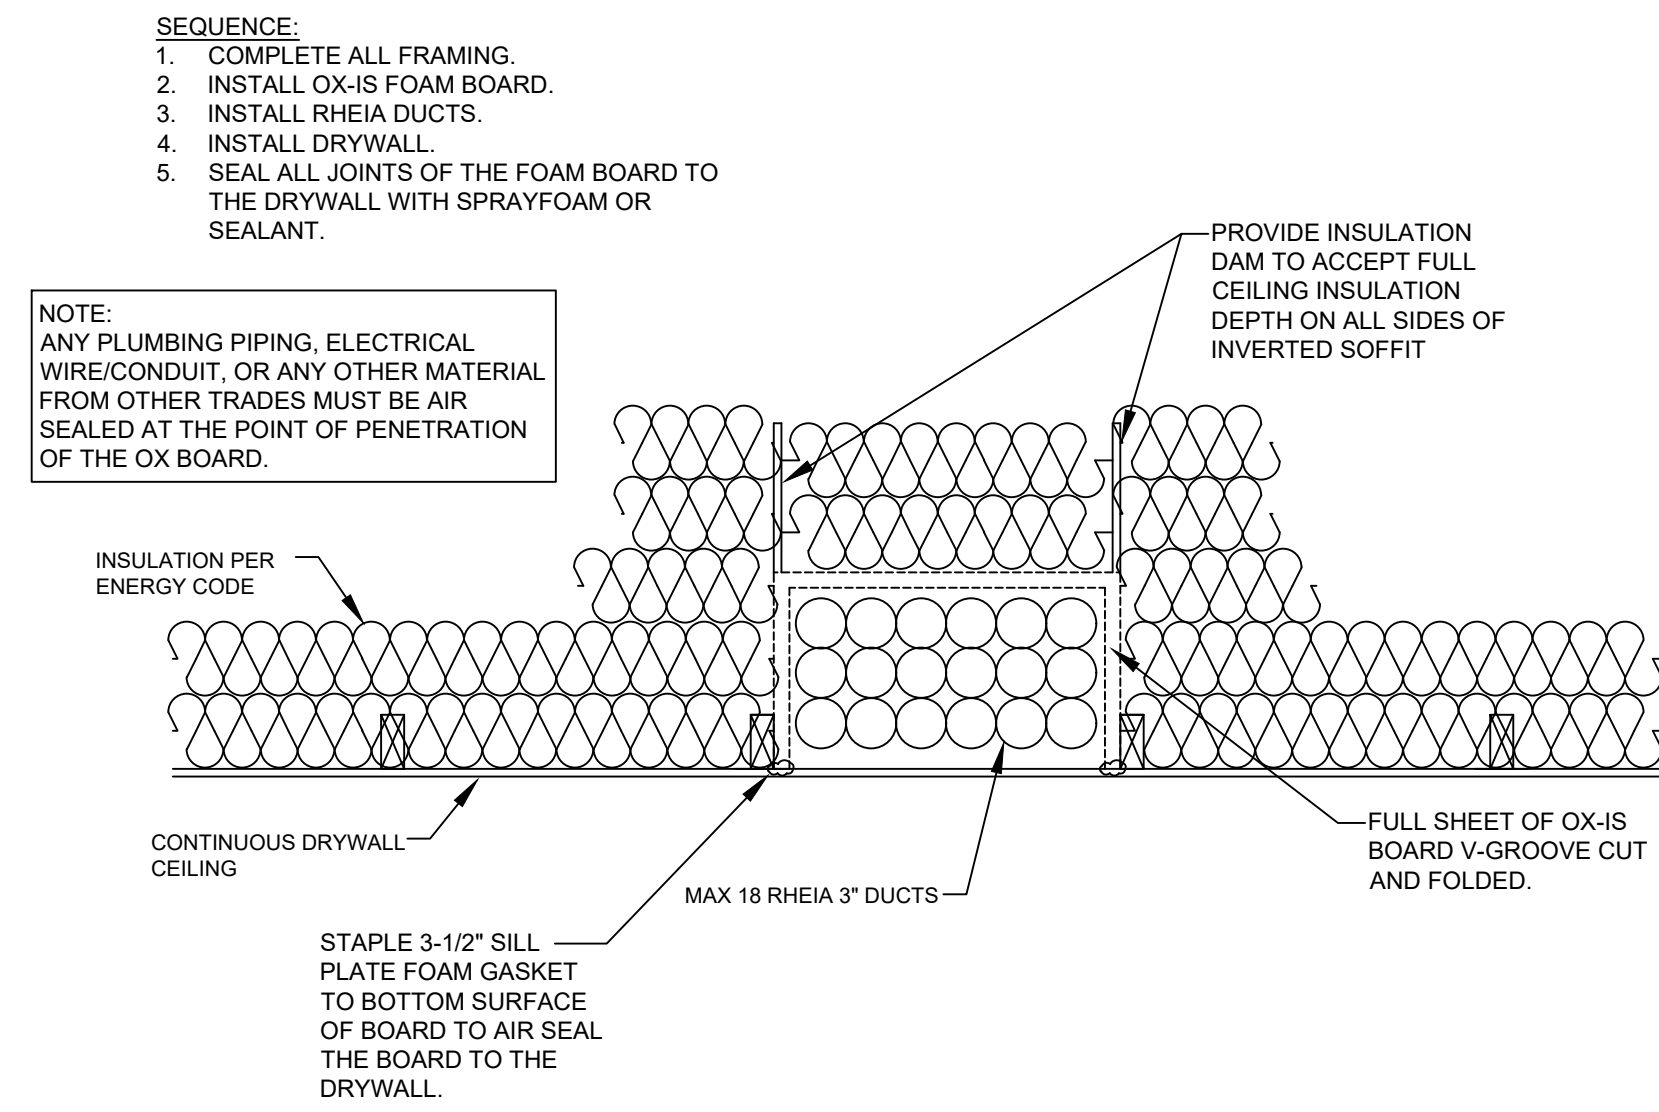 SEQUENCE:
1. COMPLETE ALL FRAMING.
2. INSTALL OX-IS FOAM BOARD.
3. INSTALL RHEIA DUCTS.
4. INSTALL DRYWALL.
5. SEAL ALL JOINTS OF THE FOAM BOARD TO
THE DRYWALL WITH SPRAYFOAM OR
SEALANT.
NOTE:
ANY PLUMBING PIPING, ELECTRICAL
WIRE/CONDUIT, OR ANY OTHER MATERIAL
FROM OTHER TRADES MUST BE AIR
SEALED AT THE POINT OF PENETRATION
OF THE OX BOARD.
PROVIDE INSULATION
DAM TO ACCEPT FULL
CEILING INSULATION
DEPTH ON ALL SIDES OF
INVERTED SOFFIT
INSULATION PER
ENERGY CODE
CONTINUOUS DRYWALL
CEILING
MAX 18 RHEIA 3" DUCTS
FULL SHEET OF OX-IS
BOARD V-GROOVE CUT
AND FOLDED.
STAPLE 3-1/2" SILL
PLATE FOAM GASKET
TO BOTTOM SURFACE
OF BOARD TO AIR SEAL
THE BOARD TO THE
DRYWALL.